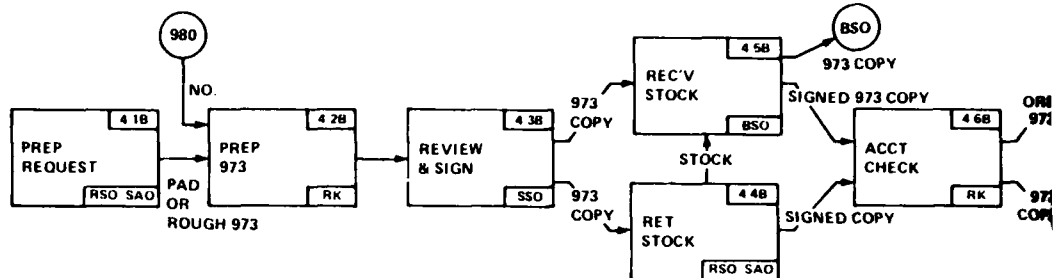 980
NO.
4 1B
PREP
REQUEST
RSO SAO
PAD
OR
ROUGH 973
4 2B
PREP
973
RK
4 3B
REVIEW
& SIGN
SSO
973
COPY
973
COPY
4 5B
REC'V
STOCK
BSO
BSO
973 COPY
STOCK
4 4B
RET
STOCK
RSO SAO
SIGNED 973 COPY
SIGNED COPY
4 6B
ACCT
CHECK
RK
973